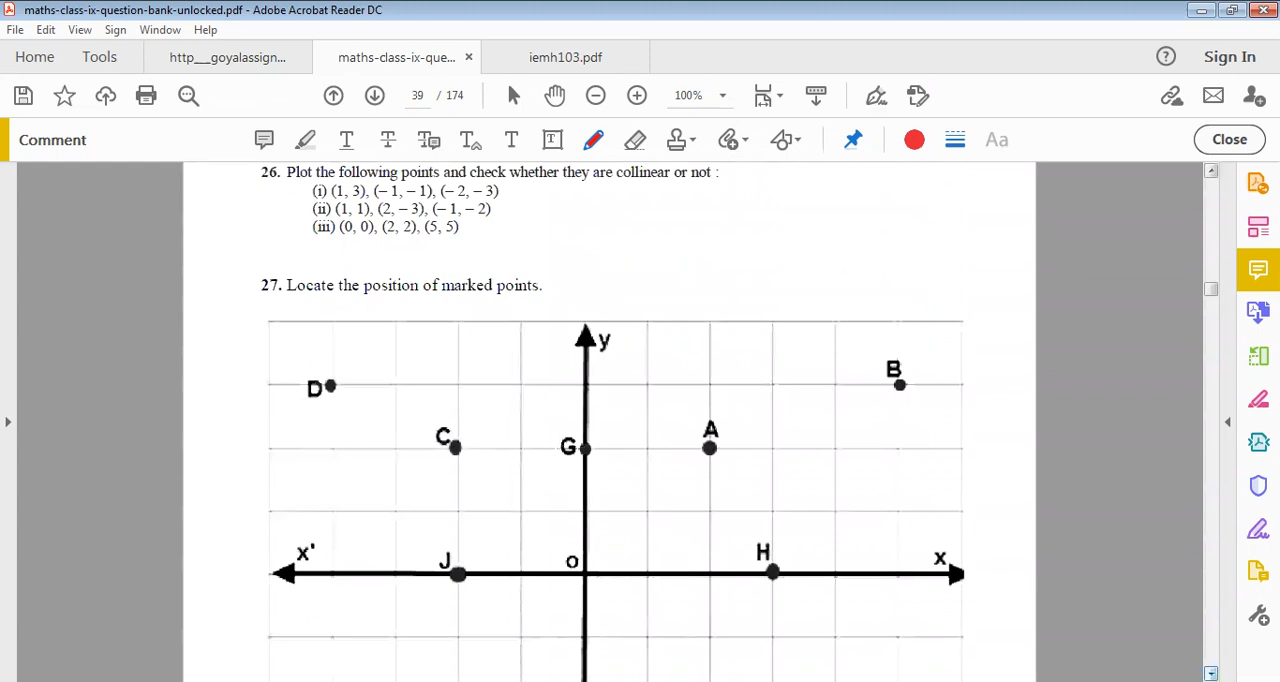 maths-class-ix-question-bank-unlocked.pdf - Adobe Acrobat Reader DC
File Edit View Sign Window Help
Home Tools http___goyalassign... maths-class-ix-que... × iemh103.pdf ? Sign In
39 / 174 100%
Comment T T T T T T Aa Close
26. Plot the following points and check whether they are collinear or not :
(i) (1, 3), (– 1, – 1), (– 2, – 3)
(ii) (1, 1), (2, – 3), (– 1, – 2)
(iii) (0, 0), (2, 2), (5, 5)
27. Locate the position of marked points.
y
B
D
A
C
G
x'
J
o
H
x